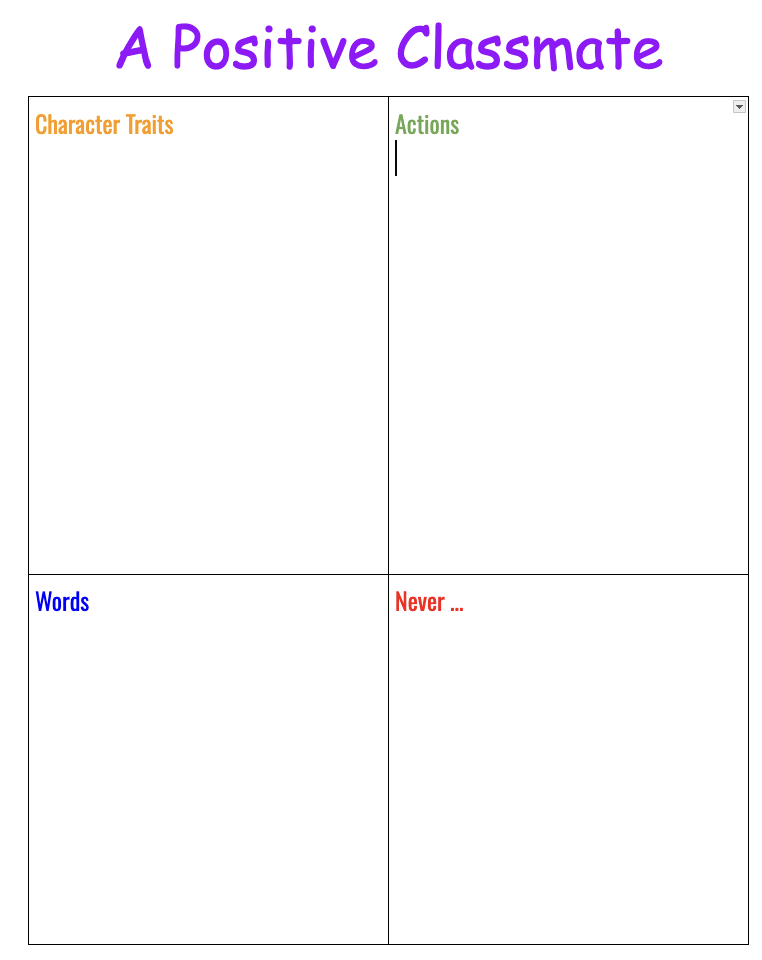 A Positive Classmate
Character Traits
Actions
Words
Never ...